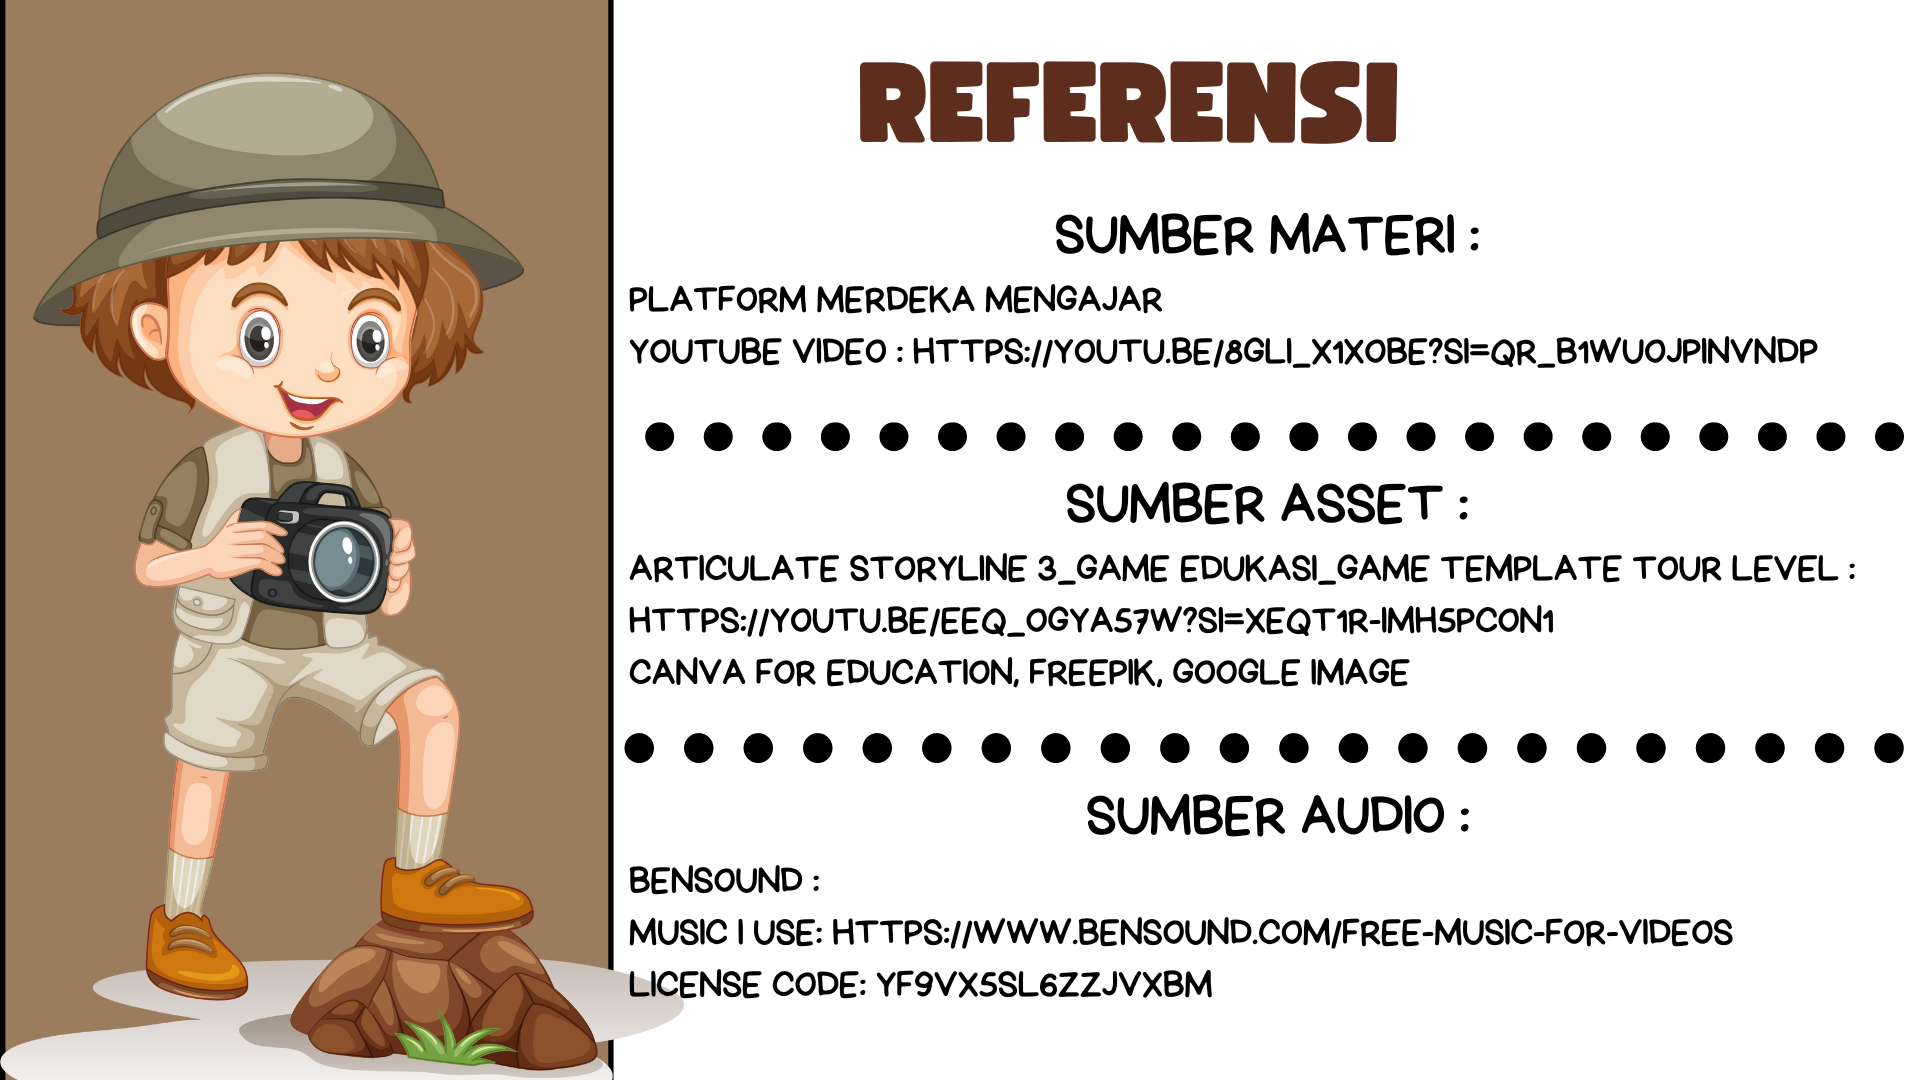 REFERENSI
SUMBER MATERI :
PLATFORM MERDEKA MENGAJAR
YOUTUBE VIDEO : HTTPS://YOUTU.BE/8GLI_X1XOBE?SI=QR_B1WUOJPINVNDP
SUMBER ASSET :
ARTICULATE STORYLINE 3_GAME EDUKASI_GAME TEMPLATE TOUR LEVEL :
HTTPS://YOUTU.BE/EEQ_OGYA57W?SI=XEQT1R-IMH5PCON1
CANVA FOR EDUCATION, FREEPIK, GOOGLE IMAGE
SUMBER AUDIO :
BENSOUND :
MUSIC I USE: HTTPS://WWW.BENSOUND.COM/FREE-MUSIC-FOR-VIDEOS
LICENSE CODE: YF9VX5SL6ZZJVXBM